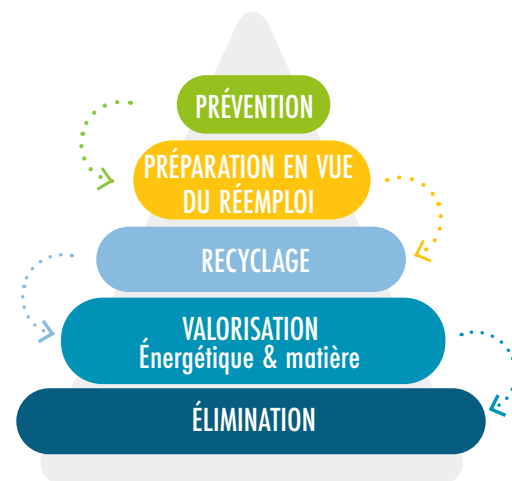 PRÉVENTION
PRÉPARATION EN VUE
DU RÉEMPLOI
RECYCLAGE
VALORISATION
Énergétique & matière
ÉLIMINATION